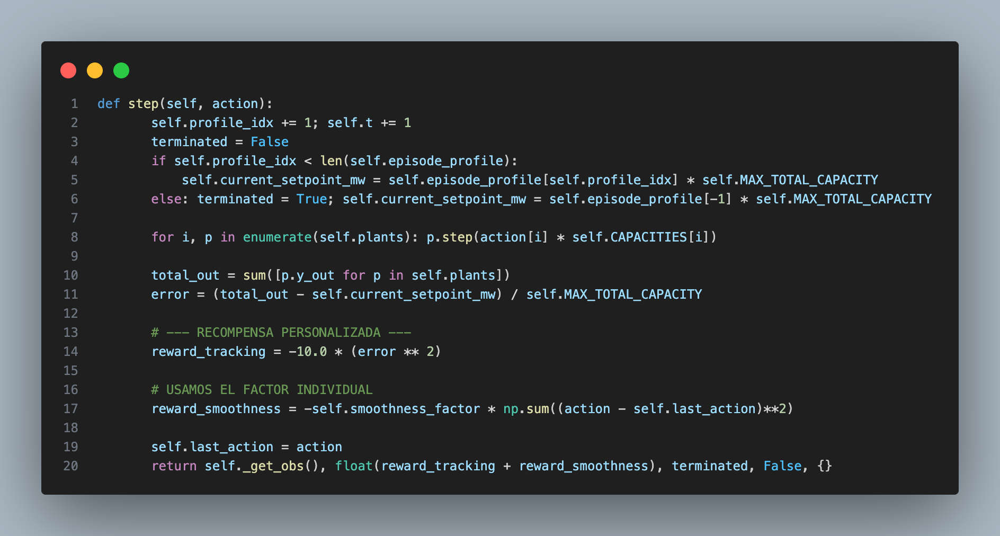 1 def step(self, action):
2 self.profile_idx += 1; self.t += 1
3 terminated = False
4 if self.profile_idx < len(self.episode_profile):
5 self.current_setpoint_mw = self.episode_profile[self.profile_idx] * self.MAX_TOTAL_CAPACITY
6 else: terminated = True; self.current_setpoint_mw = self.episode_profile[-1] * self.MAX_TOTAL_CAPACITY
7
8 for i, p in enumerate(self.plants): p.step(action[i] * self.CAPACITIES[i])
9
10 total_out = sum([p.y_out for p in self.plants])
11 error = (total_out - self.current_setpoint_mw) / self.MAX_TOTAL_CAPACITY
12
13 # --- RECOMPENSA PERSONALIZADA ---
14 reward_tracking = -10.0 * (error ** 2)
15
16 # USAMOS EL FACTOR INDIVIDUAL
17 reward_smoothness = -self.smoothness_factor * np.sum((action - self.last_action)**2)
18
19 self.last_action = action
20 return self._get_obs(), float(reward_tracking + reward_smoothness), terminated, False, {}